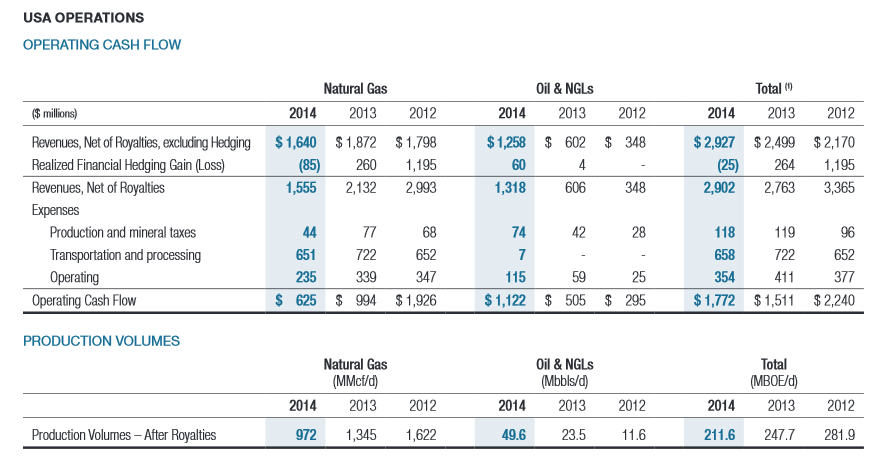 USA OPERATIONS
OPERATING CASH FLOW
Natural Gas Oil & NGLs Total (1)
($ millions) 2014 2013 2012 2014 2013 2012 2014 2013 2012
Revenues, Net of Royalties, excluding Hedging $ 1,640 $ 1,872 $ 1,798 $ 1,258 $ 602 $ 348 $ 2,927 $ 2,499 $ 2,170
Realized Financial Hedging Gain (Loss) (85) 260 1,195 60 4 - (25) 264 1,195
Revenues, Net of Royalties 1,555 2,132 2,993 1,318 606 348 2,902 2,763 3,365
Expenses
Production and mineral taxes 44 77 68 74 42 28 118 119 96
Transportation and processing 651 722 652 7 - - 658 722 652
Operating 235 339 347 115 59 25 354 411 377
Operating Cash Flow $ 625 $ 994 $ 1,926 $ 1,122 $ 505 $ 295 $ 1,772 $ 1,511 $ 2,240
PRODUCTION VOLUMES
Natural Gas Oil & NGLs Total
(MMcf/d) (Mbbls/d) (MBOE/d)
2014 2013 2012 2014 2013 2012 2014 2013 2012
Production Volumes – After Royalties 972 1,345 1,622 49.6 23.5 11.6 211.6 247.7 281.9